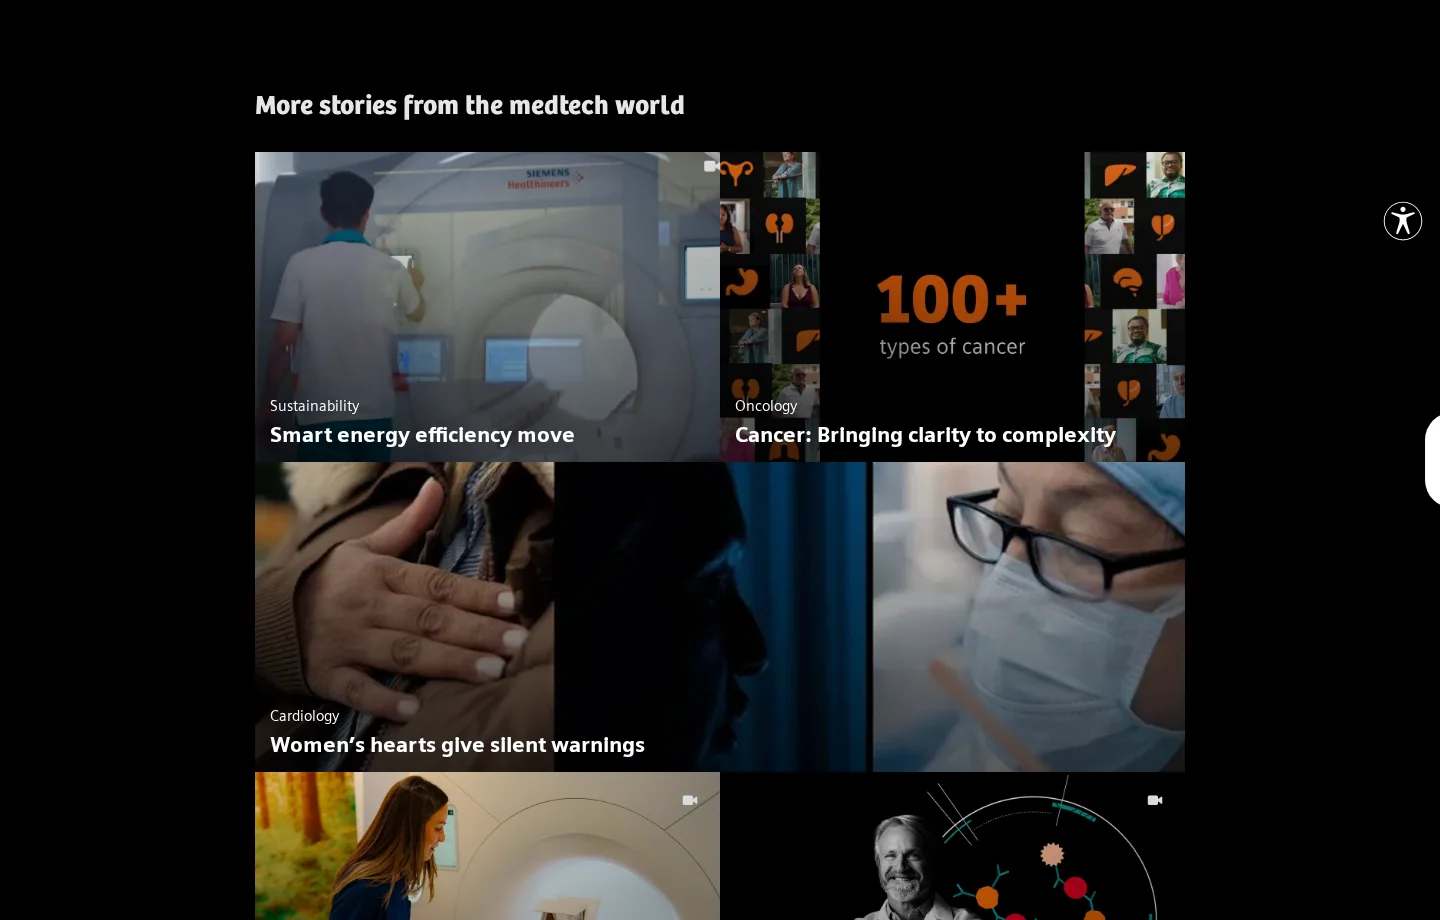 More stories from the medtech world
SIEMENS
Healthineers
100+
types of cancer
Sustainability
Smart energy efficiency move
Oncology
Cancer: Bringing clarity to complexity
Cardiology
Women’s hearts give silent warnings